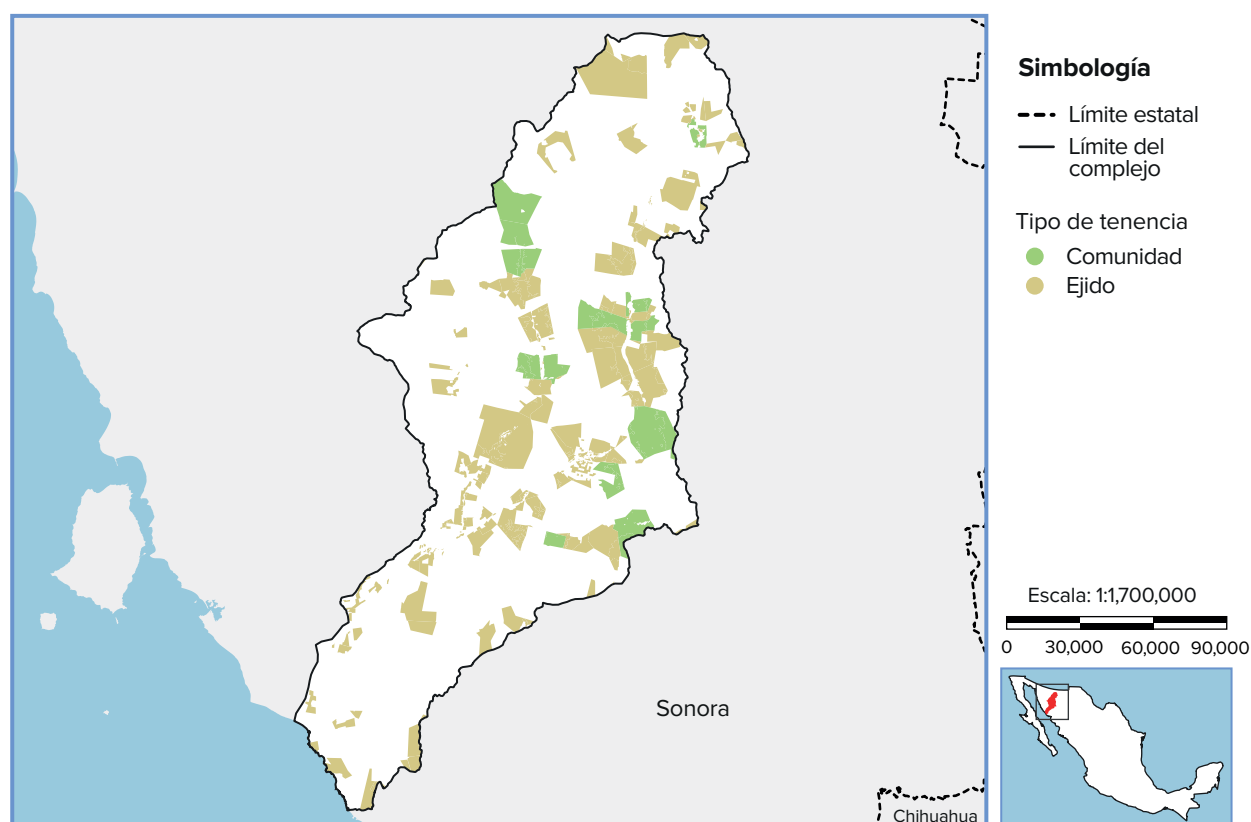 Simbología
Límite estatal
Límite del
complejo
Tipo de tenencia
Comunidad
Ejido
Escala: 1:1,700,000
0 30,000 60,000 90,000
Sonora
Chihuahua